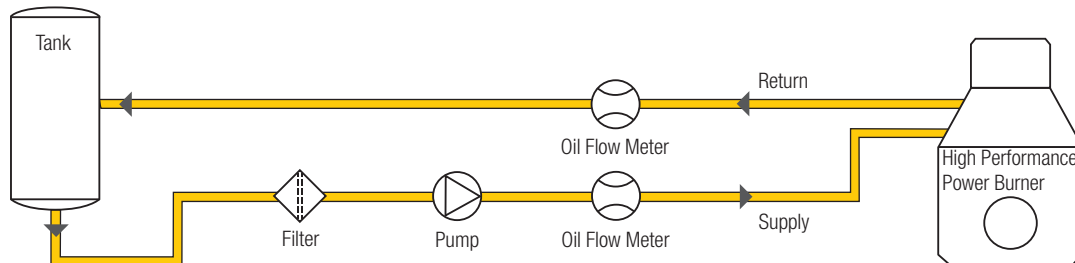 Tank
Return
Oil Flow Meter
High Performance
Power Burner
Filter
Pump
Oil Flow Meter
Supply